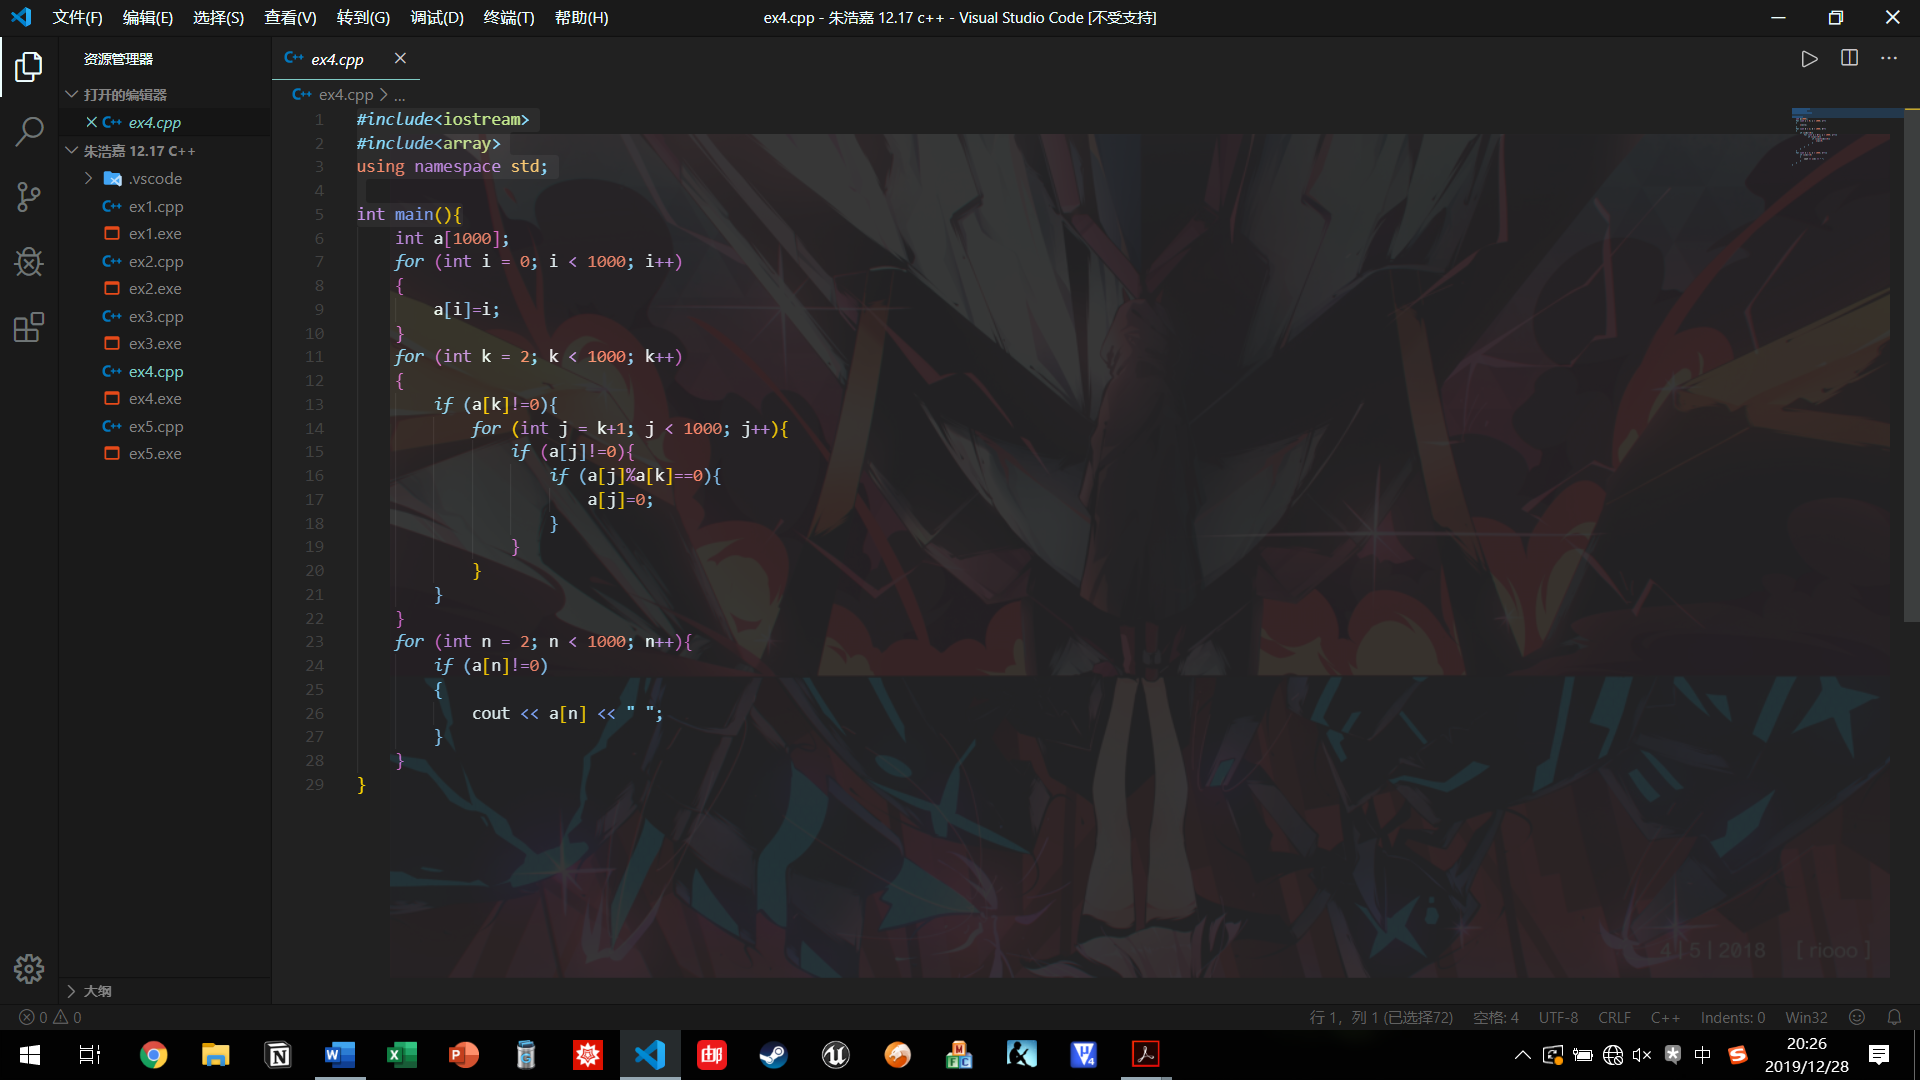 文件(F) 编辑(E) 选择(S) 查看(V) 转到(G) 调试(D) 终端(T) 帮助(H) ex4.cpp - 朱浩嘉 12.17 c++ - Visual Studio Code [不受支持]
资源管理器
打开的编辑器
ex4.cpp
朱浩嘉 12.17 C++
.vscode
ex1.cpp
ex1.exe
ex2.cpp
ex2.exe
ex3.cpp
ex3.exe
ex4.cpp
ex4.exe
ex5.cpp
ex5.exe
大纲
ex4.cpp
ex4.cpp > ...
1 #include<iostream>
2 #include<array>
3 using namespace std;
4
5 int main(){
6 int a[1000];
7 for (int i = 0; i < 1000; i++)
8 {
9 a[i]=i;
10 }
11 for (int k = 2; k < 1000; k++)
12 {
13 if (a[k]!=0){
14 for (int j = k+1; j < 1000; j++){
15 if (a[j]!=0){
16 if (a[j]%a[k]==0){
17 a[j]=0;
18 }
19 }
20 }
21 }
22 }
23 for (int n = 2; n < 1000; n++){
24 if (a[n]!=0)
25 {
26 cout << a[n] << " ";
27 }
28 }
29 }
4 | 5 | 2018 [ riooo ]
0 0 行 1，列 1 (已选择72) 空格: 4 UTF-8 CRLF C++ Indents: 0 Win32
中 20:26
2019/12/28